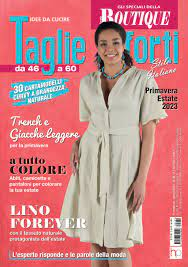 IDEE DA CUCIRE
GLI SPECIALI DELLA
BOUTIQUE
Taglie Forti
da 46 a 60
Stile
Italiano
30 CARTAMODELLI
CURVY A GRANDEZZA
NATURALE
Primavera
Estate
2023
Trench e
Giacche Leggere
per la primavera
a tutto
COLORE
Abiti, camicette e
pantaloni per colorare
la tua estate
LINO
FOREVER
con il tessuto naturale
protagonista dell'estate
L'esperto risponde e le parole della moda